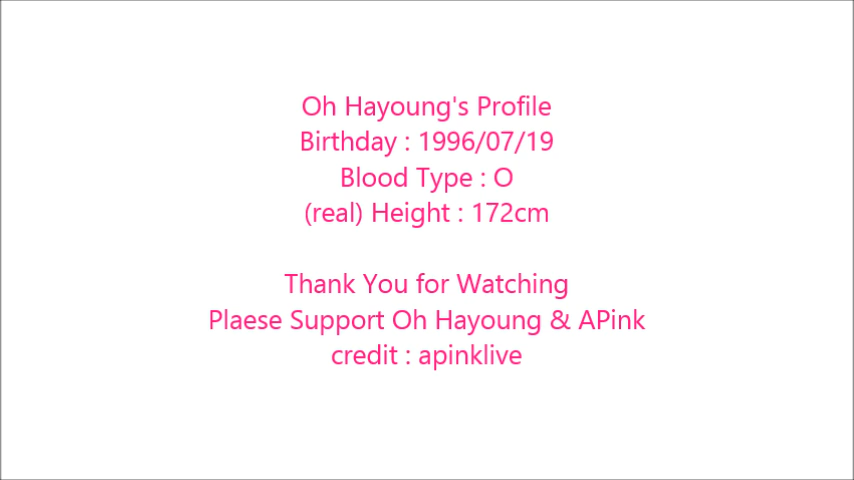 Oh Hayoung's Profile
Birthday : 1996/07/19
Blood Type : O
(real) Height : 172cm
Thank You for Watching
Plaese Support Oh Hayoung & APink
credit : apinklive